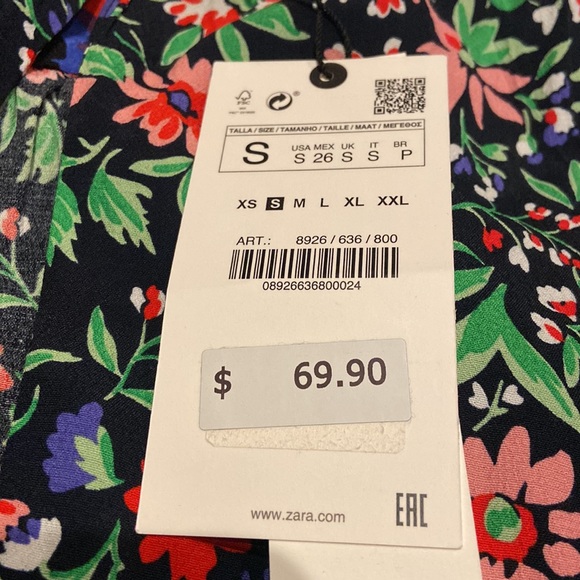 FSC
TALLA / SIZE / TAMANHO / TAILLE / MAAT / ΜΕΓΕΘΟΣ
S USA MEX UK IT BR
S 26 S S P
XS S M L XL XXL
ART.: 8926 / 636 / 800
08926636800024
$ 69.90
www.zara.com
EAC